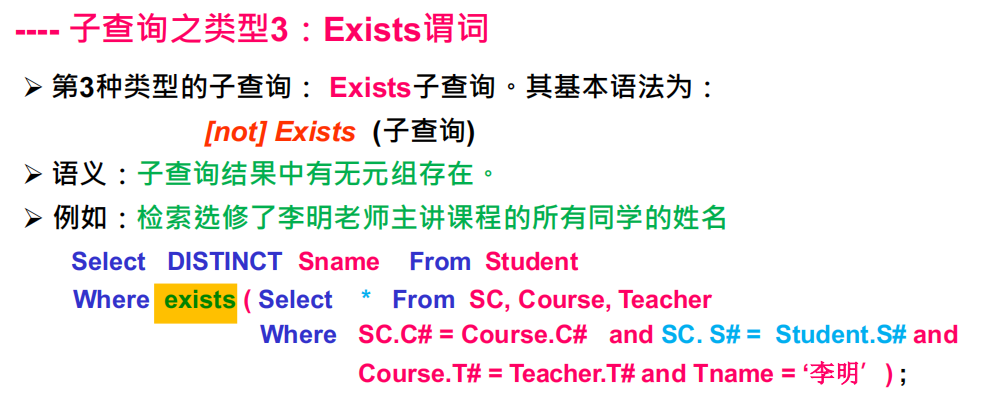 ---- 子查询之类型3：Exists谓词
➢ 第3种类型的子查询： Exists子查询。其基本语法为：
[not] Exists (子查询)
➢ 语义：子查询结果中有无元组存在。
➢ 例如：检索选修了李明老师主讲课程的所有同学的姓名
Select DISTINCT Sname From Student
Where exists ( Select * From SC, Course, Teacher
Where SC.C# = Course.C# and SC. S# = Student.S# and
Course.T# = Teacher.T# and Tname = ‘李明′ ) ;